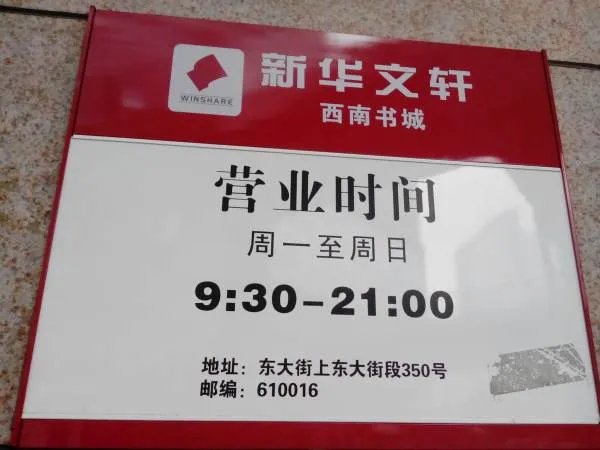 新华文轩
WINSHARE
西南书城
营业时间
周一至周日
9:30-21:00
地址：东大街上东大街段350号
邮编：610016